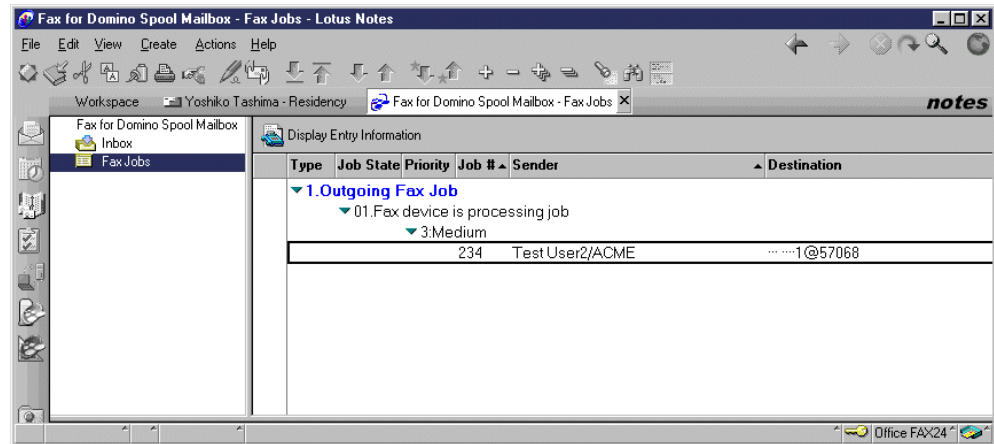 Fax for Domino Spool Mailbox - Fax Jobs - Lotus Notes
File Edit View Create Actions Help
Workspace Yoshiko Tashima - Residency Fax for Domino Spool Mailbox - Fax Jobs X notes
Fax for Domino Spool Mailbox
Inbox
Fax Jobs
Display Entry Information
Type Job State Priority Job # Sender Destination
1.Outgoing Fax Job
01.Fax device is processing job
3:Medium
234 Test User2/ACME 1@57068
Office FAX24